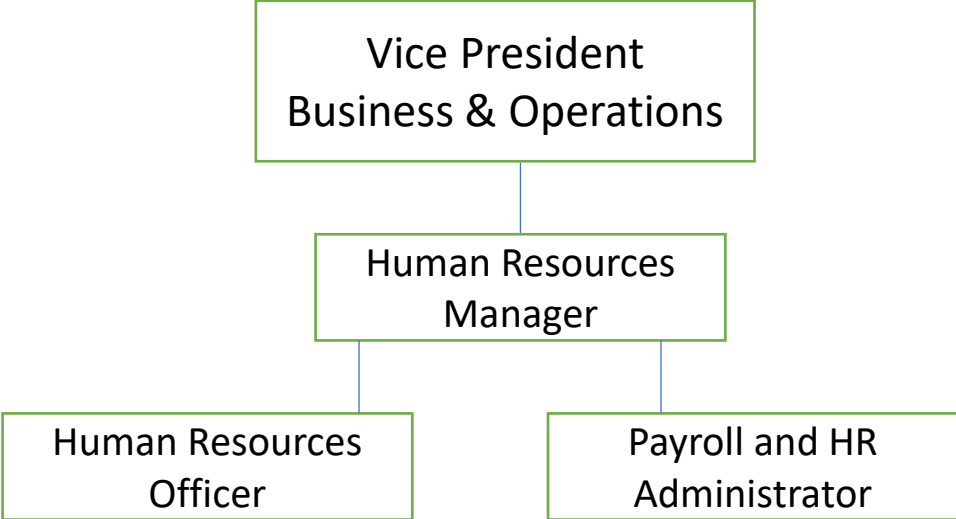 Vice President
Business & Operations
Human Resources
Manager
Human Resources
Officer
Payroll and HR
Administrator